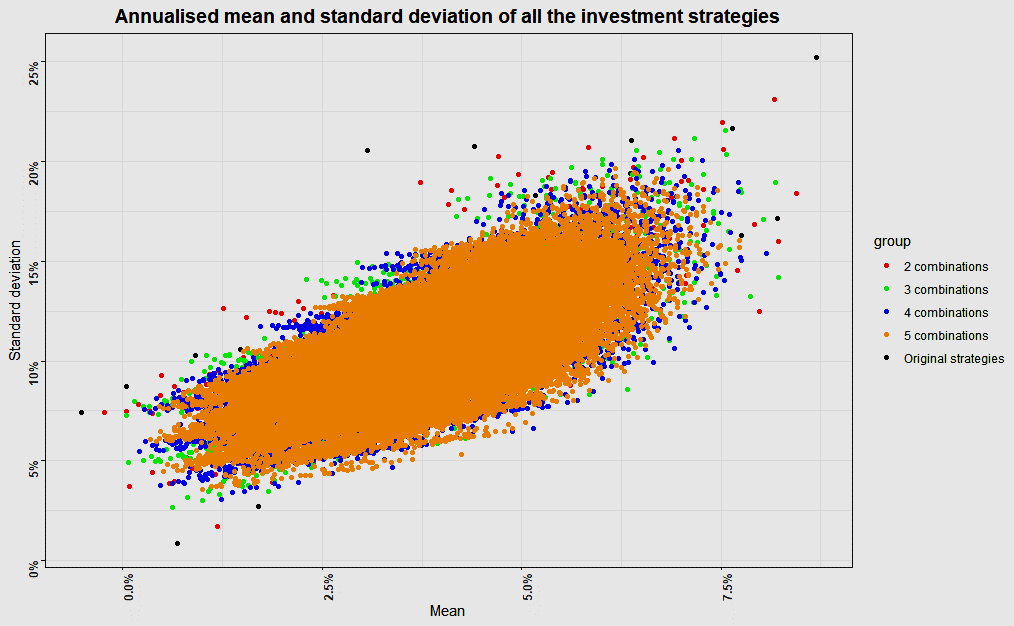 Annualised mean and standard deviation of all the investment strategies
25%
20%
15%
10%
5%
0%
Standard deviation
0.0%
2.5%
5.0%
7.5%
Mean
group
2 combinations
3 combinations
4 combinations
5 combinations
Original strategies